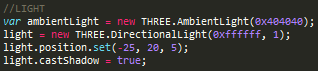 //LIGHT
var ambientLight = new THREE.AmbientLight(0x404040);
light = new THREE.DirectionalLight(0xffffff, 1);
light.position.set(-25, 20, 5);
light.castShadow = true;